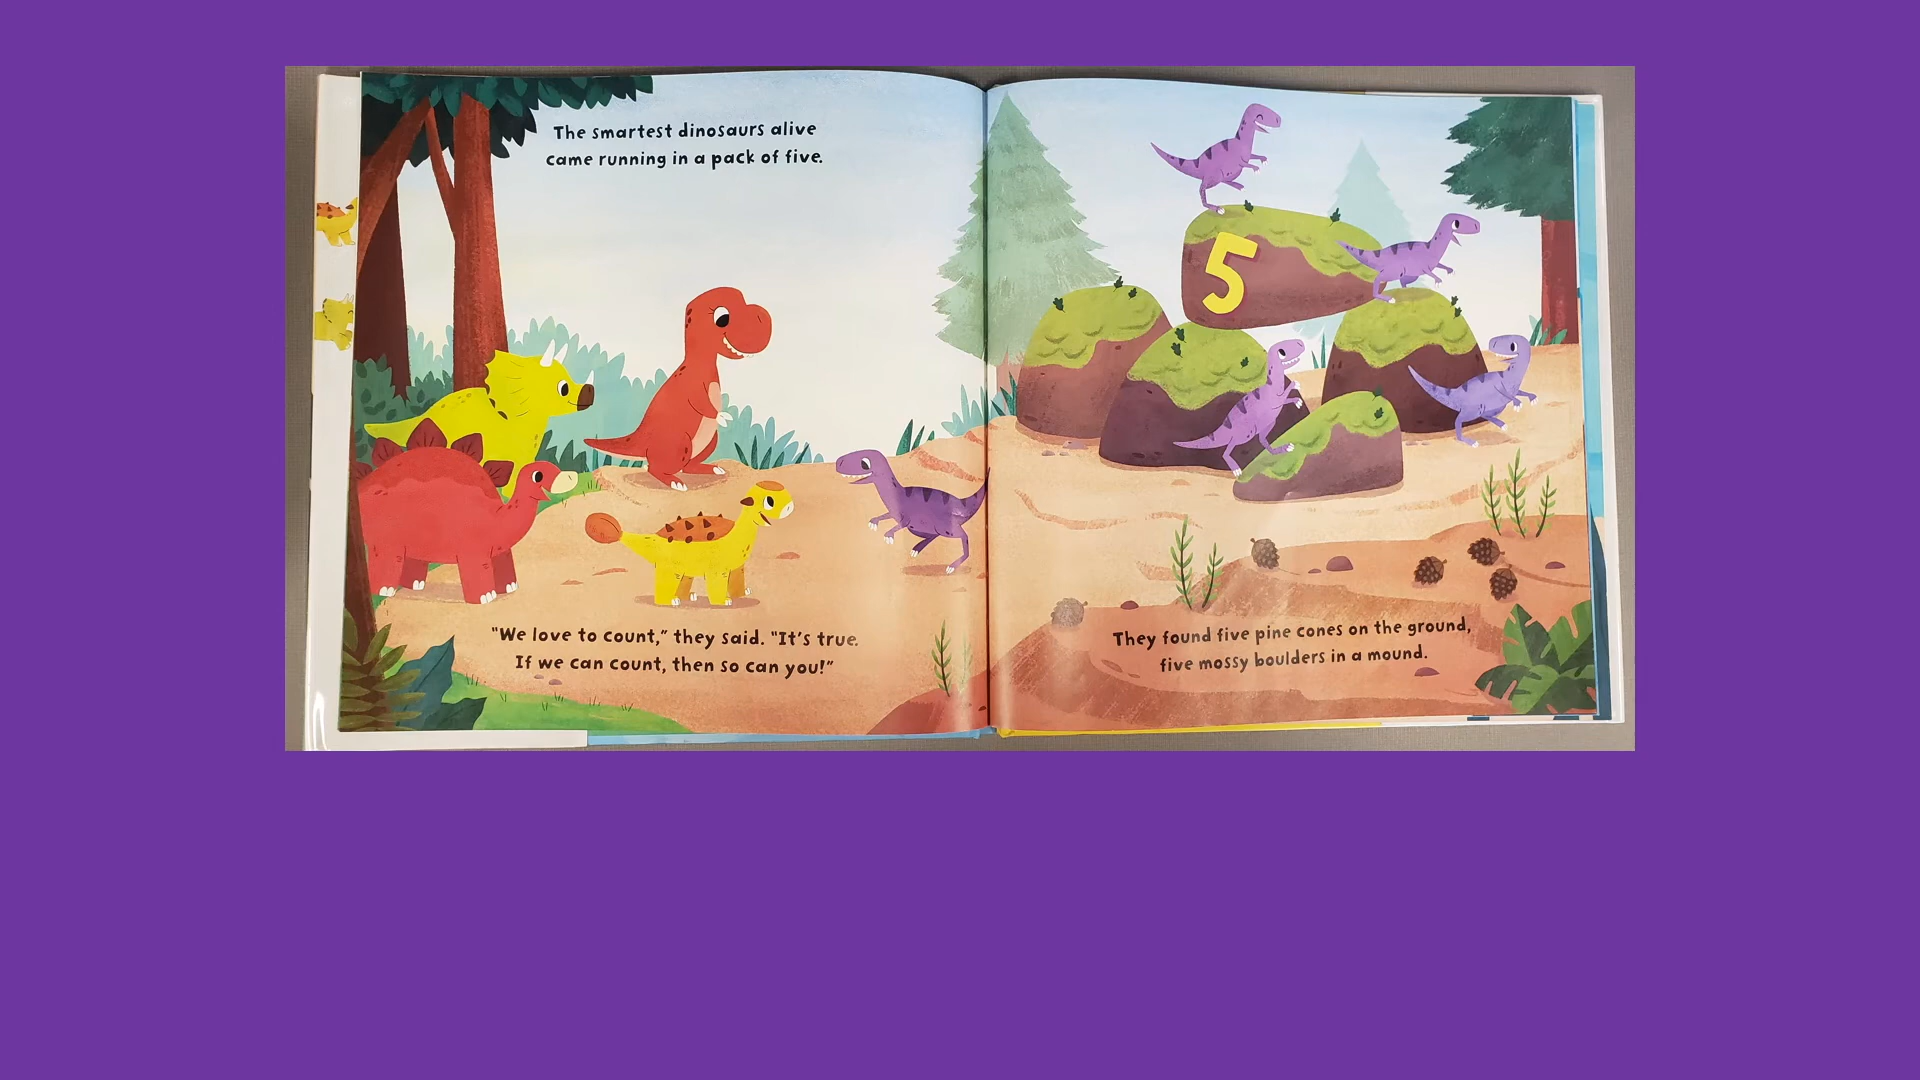 The smartest dinosaurs alive
came running in a pack of five.
"We love to count," they said. "It's true.
If we can count, then so can you!"
5
They found five pine cones on the ground,
five mossy boulders in a mound.